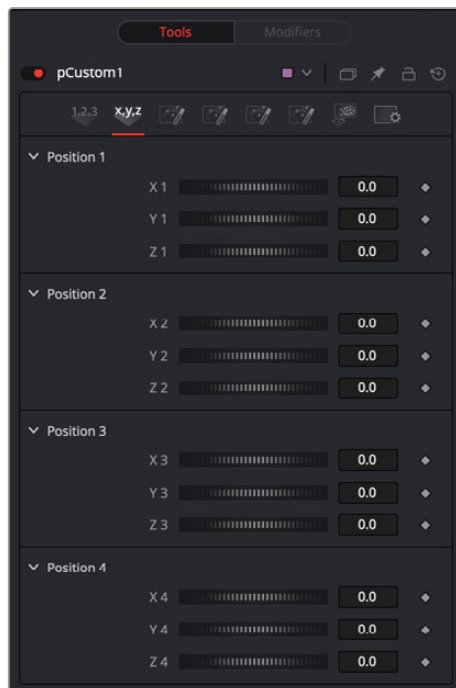 Tools Modifiers
pCustom1
1,2,3 x,y,z
Position 1
X 1 0.0
Y 1 0.0
Z 1 0.0
Position 2
X 2 0.0
Y 2 0.0
Z 2 0.0
Position 3
X 3 0.0
Y 3 0.0
Z 3 0.0
Position 4
X 4 0.0
Y 4 0.0
Z 4 0.0